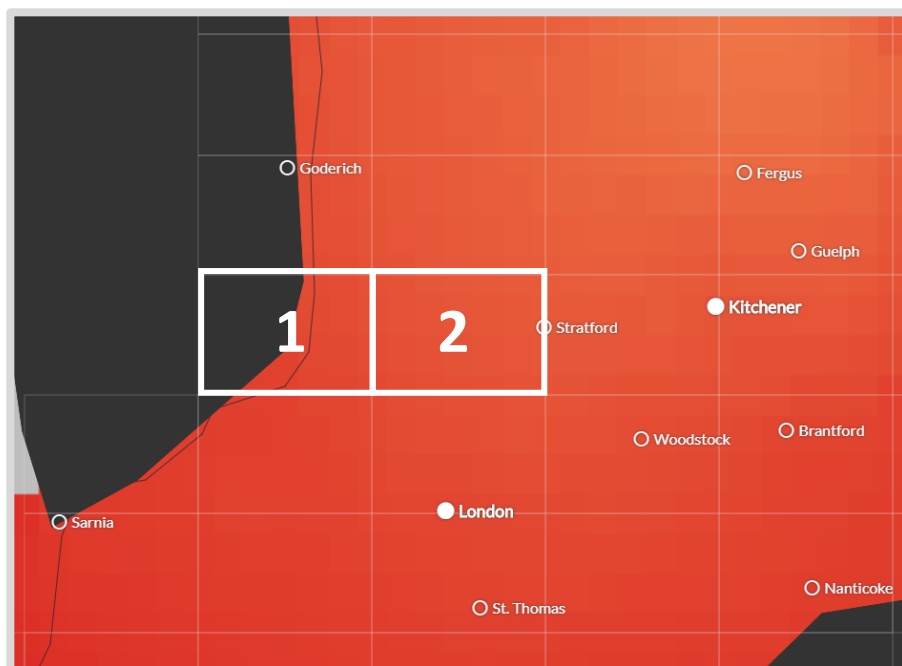 Goderich
Fergus
Guelph
1
2
Kitchener
Stratford
Woodstock
Brantford
London
Sarnia
Nanticoke
St. Thomas